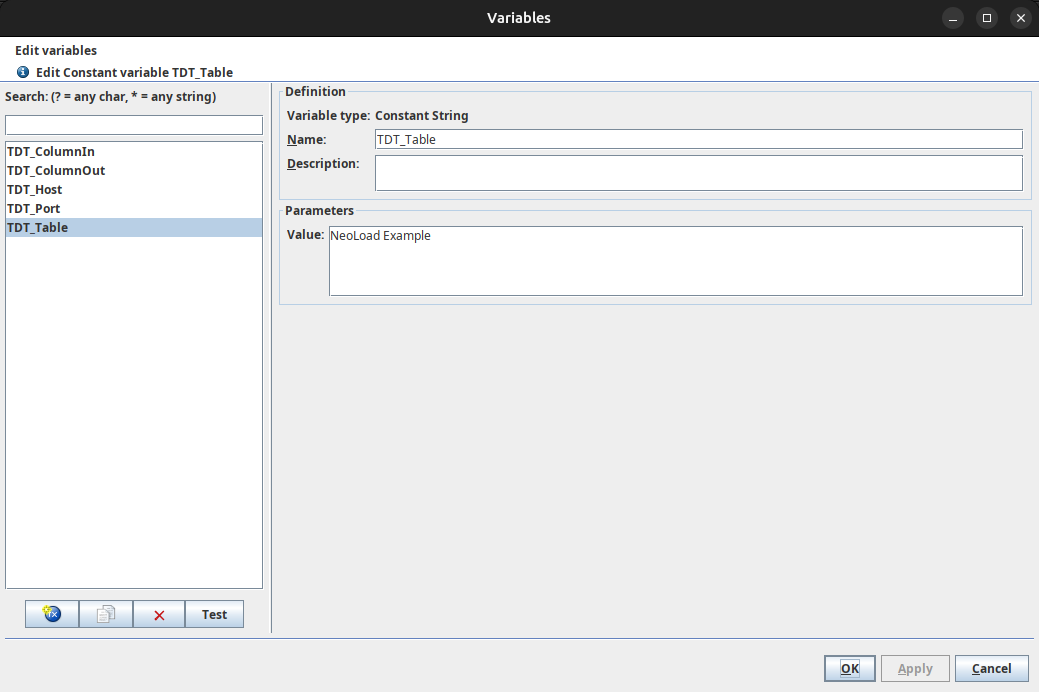 Variables
Edit variables
Edit Constant variable TDT_Table
Search: (? = any char, * = any string)
TDT_ColumnIn
TDT_ColumnOut
TDT_Host
TDT_Port
TDT_Table
Test
Definition
Variable type: Constant String
Name: TDT_Table
Description:
Parameters
Value: NeoLoad Example
OK Apply Cancel